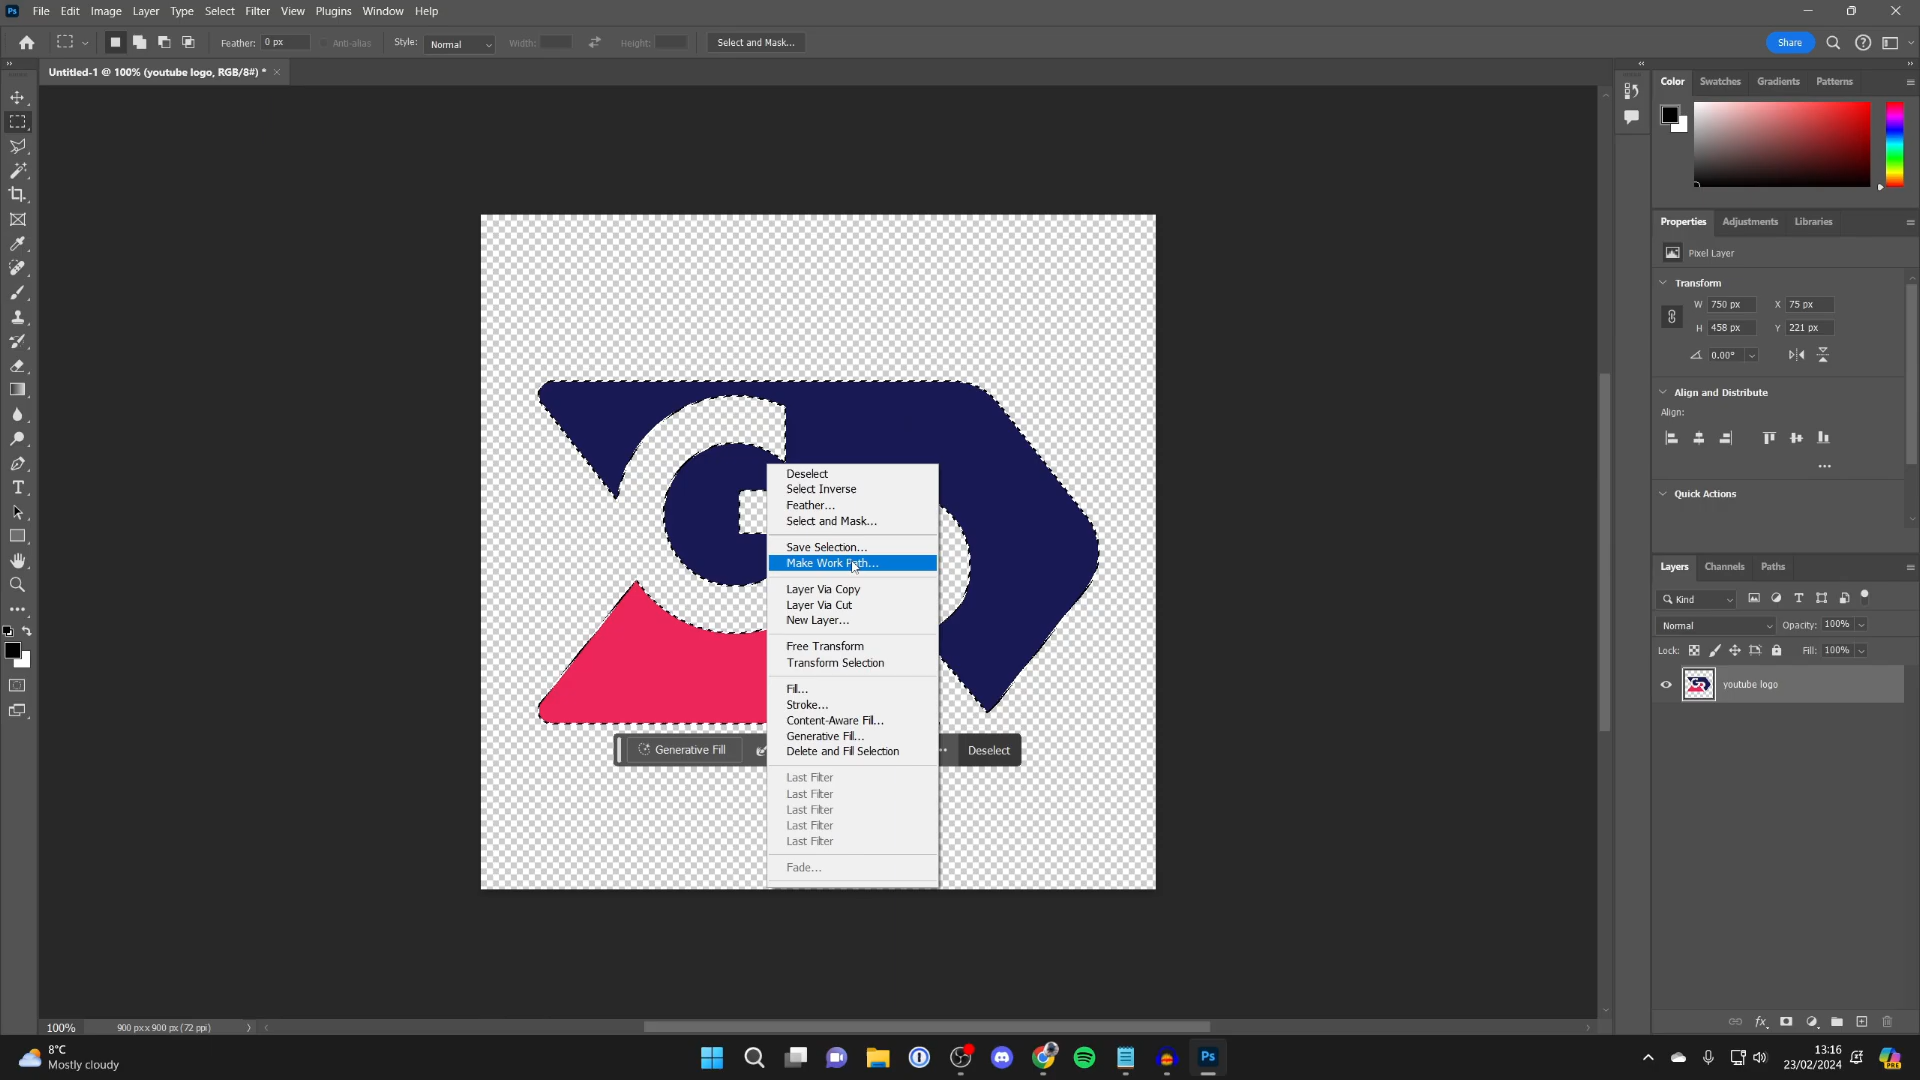 Ps File Edit Image Layer Type Select Filter View Plugins Window Help
Feather: 0 px Anti-alias Style: Normal Width: Height: Select and Mask... Share
Untitled-1 @ 100% (youtube logo, RGB/8#) *
Color Swatches Gradients Patterns
Properties Adjustments Libraries
Pixel Layer
Transform
W 750 px X 75 px
H 458 px Y 221 px
0.00°
Align and Distribute
Align:
Quick Actions
Deselect
Select Inverse
Feather...
Select and Mask...
Save Selection...
Make Work Path...
Layer Via Copy
Layer Via Cut
New Layer...
Free Transform
Transform Selection
Fill...
Stroke...
Content-Aware Fill...
Generative Fill...
Delete and Fill Selection
Last Filter
Last Filter
Last Filter
Last Filter
Last Filter
Fade...
Generative Fill
Deselect
Layers Channels Paths
Kind
Normal Opacity: 100%
Lock: Fill: 100%
youtube logo
100% 900 px x 900 px (72 ppi)
8°C
Mostly cloudy
Ps
13:16
23/02/2024
PRE